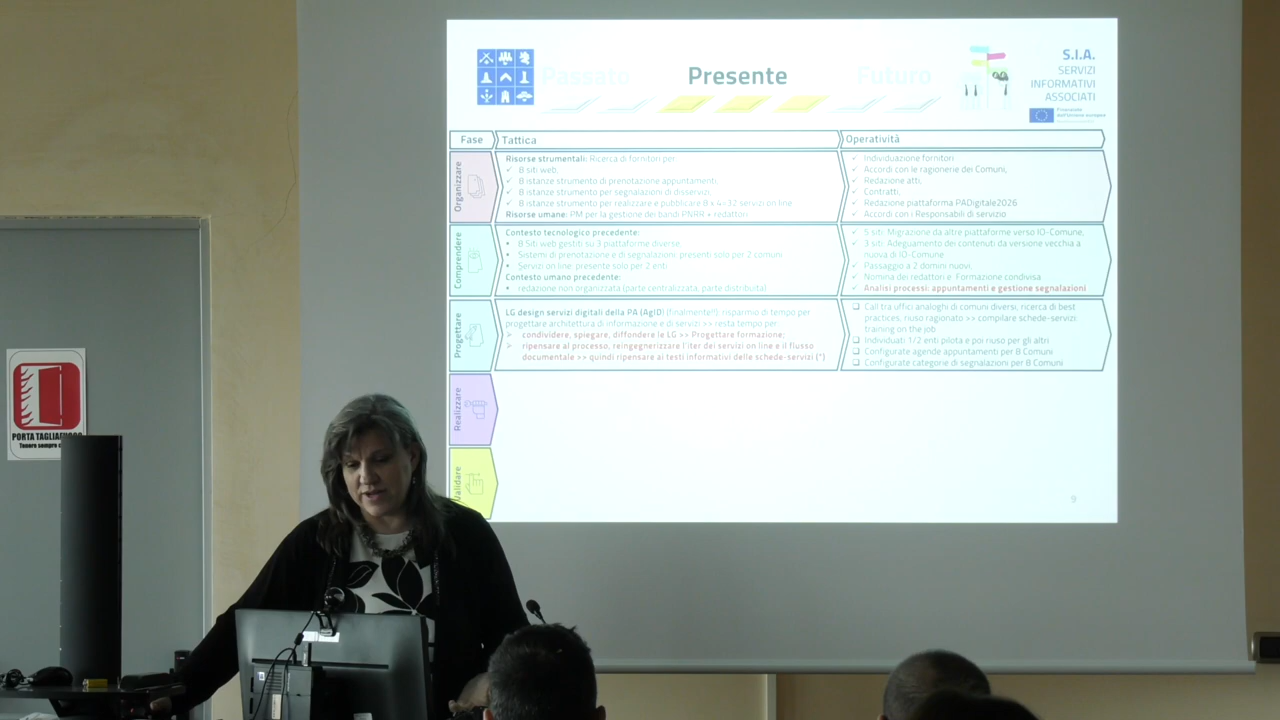 Passato
Presente
Futuro
S.I.A.
SERVIZI
INFORMATIVI
ASSOCIATI
Finanziato
dall'Unione europea
Fase
Tattica
Operatività
Organizzare
Risorse strumentali: Ricerca di fornitori per
✓ 8 siti web,
✓ 8 istanze strumento di prenotazione appuntamenti
✓ 8 istanze strumento per segnalazioni di disservizi,
✓ 8 istanze strumento per realizzare e pubblicare 8 x 4=32 servizi on line
Risorse umane: PM per la gestione dei bandi PNRR + redattori
✓ Individuazione fornitori
✓ Accordi con le ragionerie dei Comuni,
✓ Redazione atti,
✓ Contratti,
✓ Redazione piattaforma PADigitale2026
✓ Accordi con i Responsabili di servizio
Comprendere
Contesto tecnologico precedente:
• 8 Siti web gestiti su 3 piattaforme diverse,
• Sistemi di prenotazione e di segnalazioni: presenti solo per 2 comuni
• Servizi on line: presente solo per 2 enti
Contesto umano precedente:
• redazione non organizzata (parte centralizzata, parte distribuita)
✓ 5 siti: Migrazione da altre piattaforme verso IO-Comune,
✓ 3 siti: Adeguamento dei contenuti da versione vecchia a
nuova di IO-Comune
✓ Passaggio a 2 domini nuovi,
✓ Nomina dei redattori e Formazione condivisa
✓ Analisi processi: appuntamenti e gestione segnalazioni
Progettare
LG design servizi digitali della PA (AgID) (finalmente!): risparmio di tempo per
progettare architettura di informazione e di servizi >> resta tempo per:
➢ condividere, spiegare, diffondere le LG >> Progettare formazione;
➢ ripensare al processo, reingegnerizzare l'iter dei servizi on line e il flusso
documentale >> quindi ripensare ai testi informativi delle schede-servizi (*)
❑ Call tra uffici analoghi di comuni diversi, ricerca di best
practices, riuso ragionato >> compilare schede-servizi:
training on the job
❑ Individuati 1/2 enti pilota e poi riuso per gli altri
❑ Configurate agende appuntamenti per 8 Comuni
❑ Configurate categorie di segnalazioni per 8 Comuni
Realizzare
Validare
9
PORTA TAGLIAFUOCO
Tenere sempre